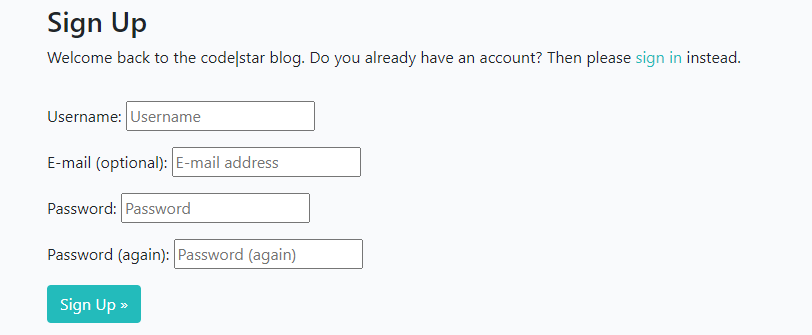 Sign Up
Welcome back to the code|star blog. Do you already have an account? Then please sign in instead.
Username: Username
E-mail (optional): E-mail address
Password: Password
Password (again): Password (again)
Sign Up »